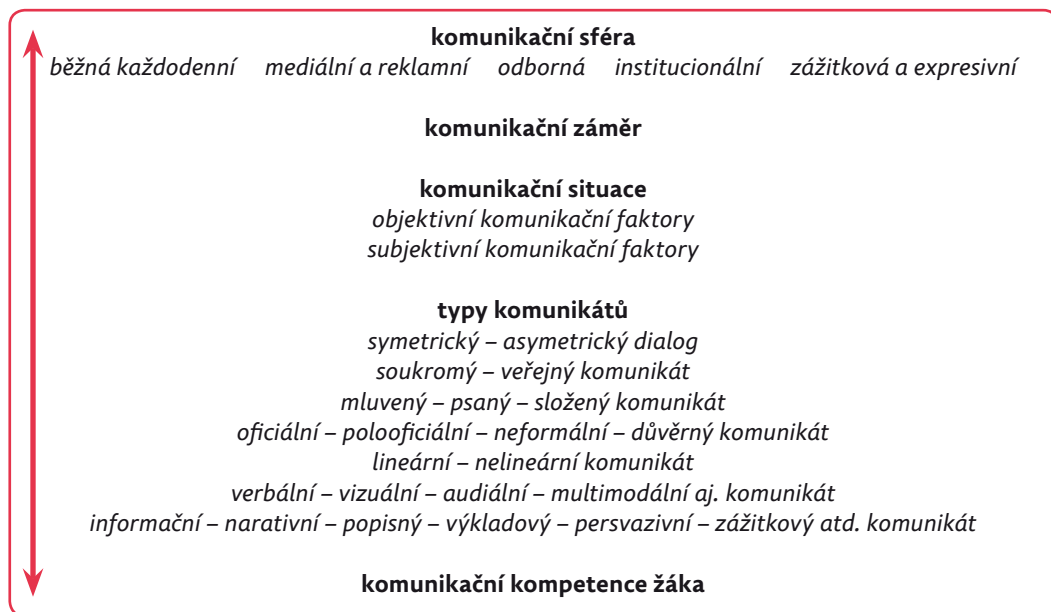 komunikační sféra
běžná každodenní mediální a reklamní odborná institucionální zážitková a expresivní
komunikační záměr
komunikační situace
objektivní komunikační faktory
subjektivní komunikační faktory
typy komunikátů
symetrický – asymetrický dialog
soukromý – veřejný komunikát
mluvený – psaný – složený komunikát
oficiální – polooficiální – neformální – důvěrný komunikát
lineární – nelineární komunikát
verbální – vizuální – audiální – multimodální aj. komunikát
informační – narativní – popisný – výkladový – persvazivní – zážitkový atd. komunikát
komunikační kompetence žáka